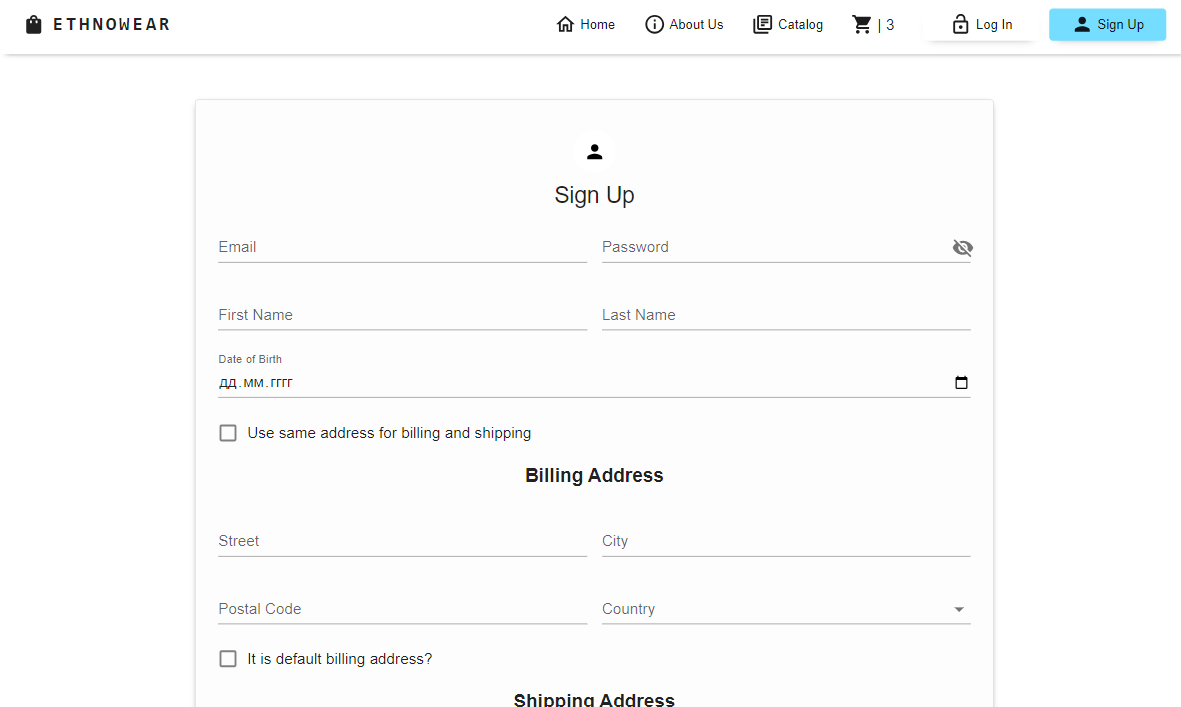 ETHNOWEAR Home About Us Catalog | 3 Log In Sign Up
Sign Up
Email Password
First Name Last Name
Date of Birth
ДД.ММ.ГГГГ
Use same address for billing and shipping
Billing Address
Street City
Postal Code Country
It is default billing address?
Shipping Address